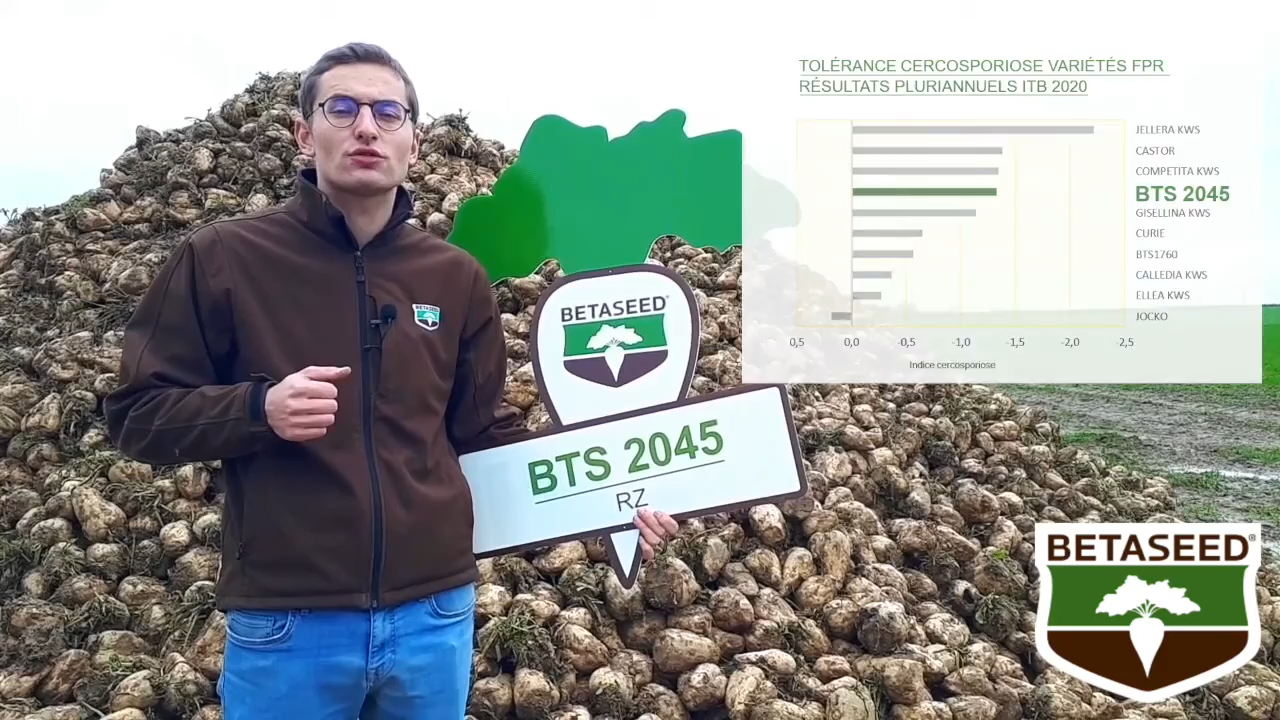 TOLÉRANCE CERCOSPORIOSE VARIÉTÉS FPR
RÉSULTATS PLURIANNUELS ITB 2020
JELLERA KWS
CASTOR
COMPETITA KWS
BTS 2045
GISELLINA KWS
CURIE
BTS1760
CALLEDIA KWS
ELLEA KWS
JOCKO
0,5 0,0 -0,5 -1,0 -1,5 -2,0 -2,5
Indice cercosporiose
BETASEED
BETASEED®
BTS 2045
RZ
BETASEED®